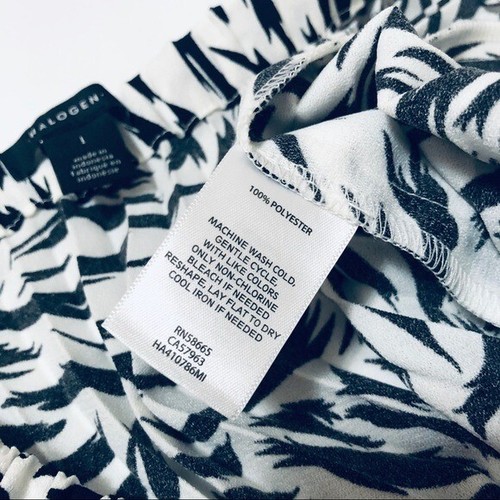 HALOGEN.
I
made in
indonesia
fabriqué en
indonésie
100% POLYESTER
MACHINE WASH COLD,
GENTLE CYCLE.
WITH LIKE COLORS
ONLY NON-CHLORINE
BLEACH IF NEEDED
RESHAPE, LAY FLAT TO DRY
COOL IRON IF NEEDED
RN58665
CA57963
HA410786MI